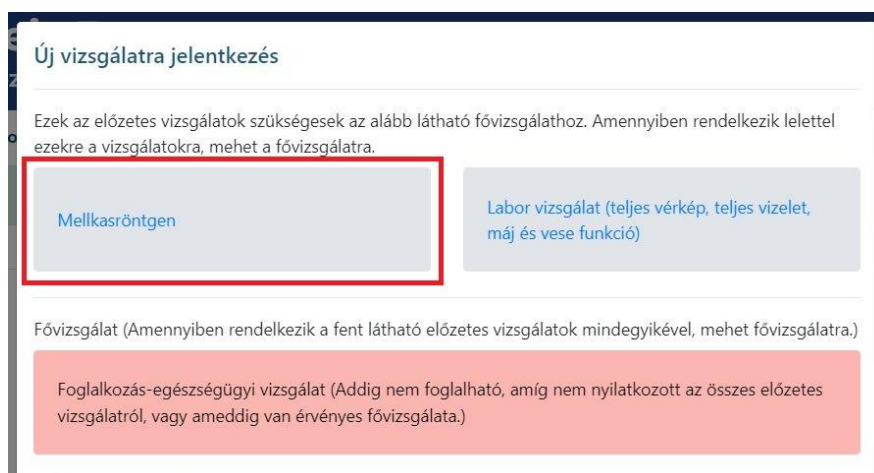 Új vizsgálatra jelentkezés
Ezek az előzetes vizsgálatok szükségesek az alább látható fővizsgálathoz. Amennyiben rendelkezik lelettel
ezekre a vizsgálatokra, mehet a fővizsgálatra.
Mellkasröntgen
Labor vizsgálat (teljes vérkép, teljes vizelet,
máj és vese funkció)
Fővizsgálat (Amennyiben rendelkezik a fent látható előzetes vizsgálatok mindegyikével, mehet fővizsgálatra.)
Foglalkozás-egészségügyi vizsgálat (Addig nem foglalható, amíg nem nyilatkozott az összes előzetes
vizsgálatról, vagy ameddig van érvényes fővizsgálata.)